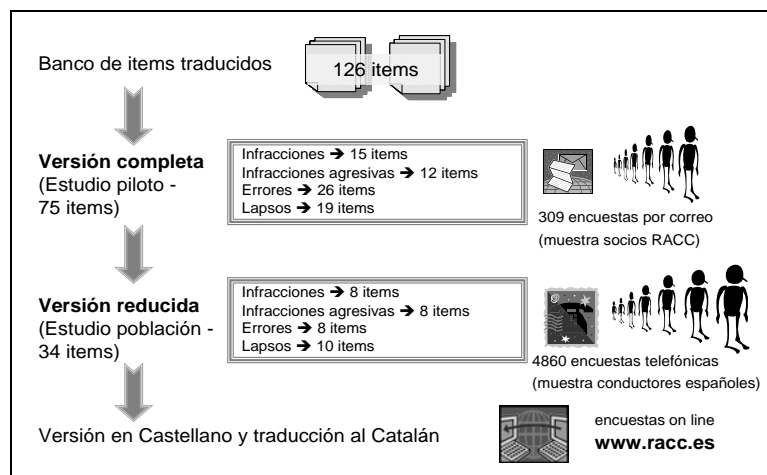 Banco de items traducidos
126 items
Versión completa
(Estudio piloto -
75 items)
Infracciones ➔ 15 items
Infracciones agresivas ➔ 12 items
Errores ➔ 26 items
Lapsos ➔ 19 items
309 encuestas por correo
(muestra socios RACC)
Versión reducida
(Estudio población -
34 items)
Infracciones ➔ 8 items
Infracciones agresivas ➔ 8 items
Errores ➔ 8 items
Lapsos ➔ 10 items
4860 encuestas telefónicas
(muestra conductores españoles)
Versión en Castellano y traducción al Catalán
encuestas on line
www.racc.es